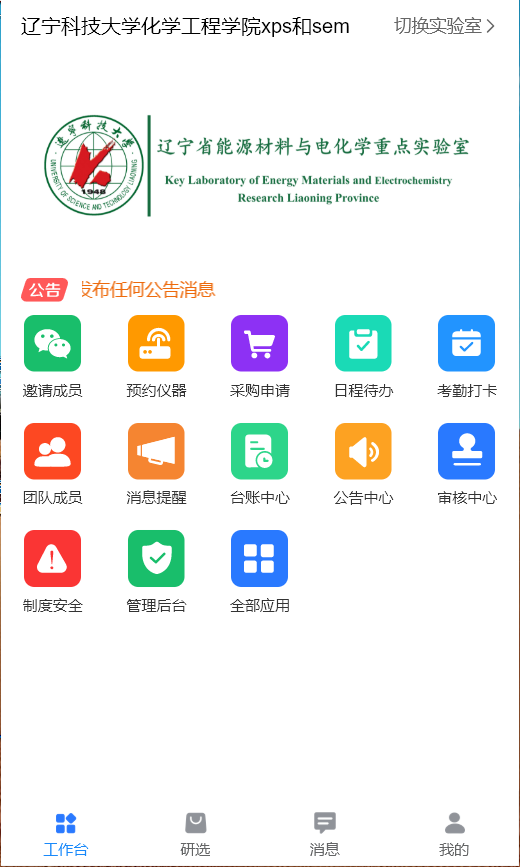 辽宁科技大学化学工程学院xps和sem
切换实验室
辽宁科技大学
UNIVERSITY OF SCIENCE AND TECHNOLOGY LIAONING
1948
辽宁省能源材料与电化学重点实验室
Key Laboratory of Energy Materials and Electrochemistry
Research Liaoning Province
公告
发布任何公告消息
邀请成员
预约仪器
采购申请
日程待办
考勤打卡
团队成员
消息提醒
台账中心
公告中心
审核中心
制度安全
管理后台
全部应用
工作台
研选
消息
我的